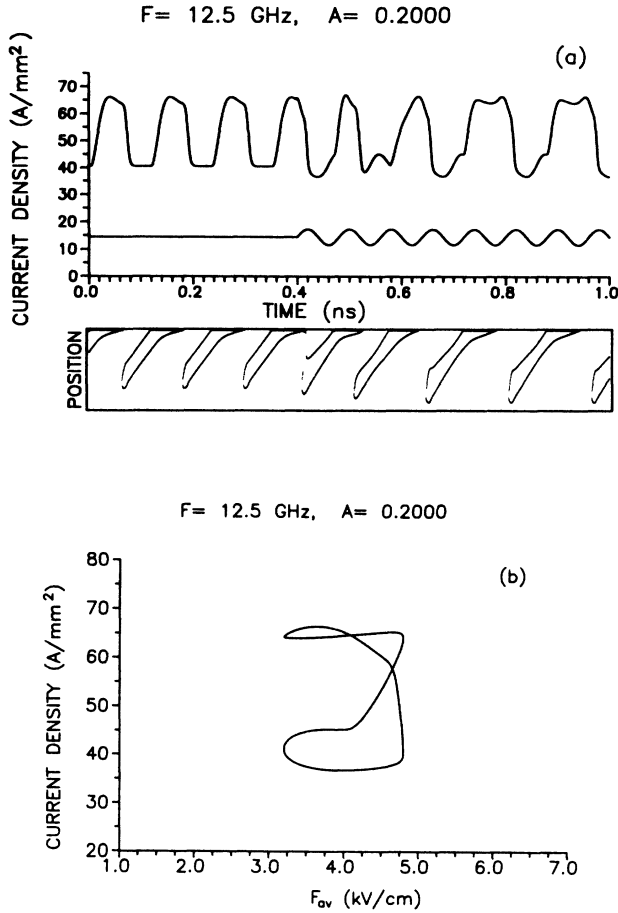 F= 12.5 GHz, A= 0.2000
(a)
CURRENT DENSITY (A/mm²)
70
60
50
40
30
20
10
0
0.0 0.2 0.4 0.6 0.8 1.0
TIME (ns)
POSITION
F= 12.5 GHz, A= 0.2000
(b)
CURRENT DENSITY (A/mm²)
80
70
60
50
40
30
20
1.0 2.0 3.0 4.0 5.0 6.0 7.0
Fav (kV/cm)